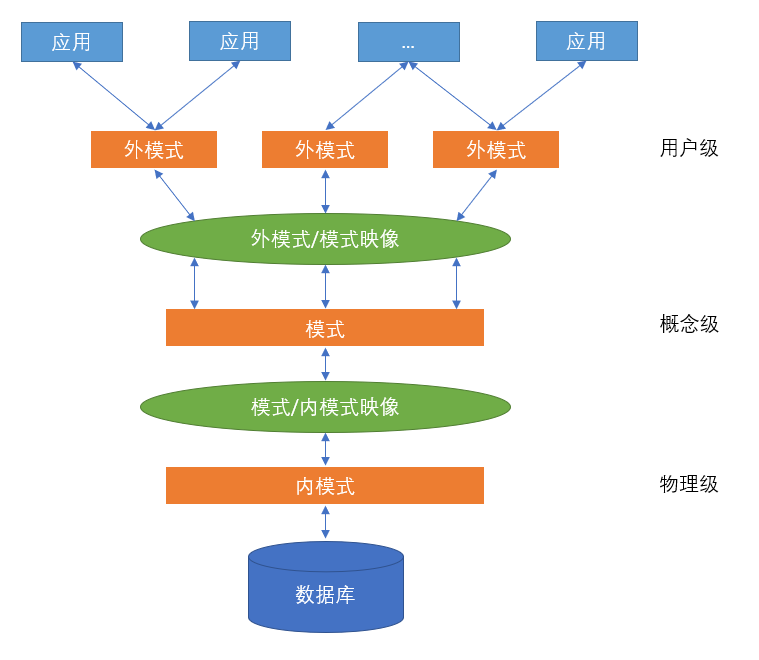 应用
应用
...
应用
外模式
外模式
外模式
用户级
外模式/模式映像
模式
概念级
模式/内模式映像
内模式
物理级
数据库